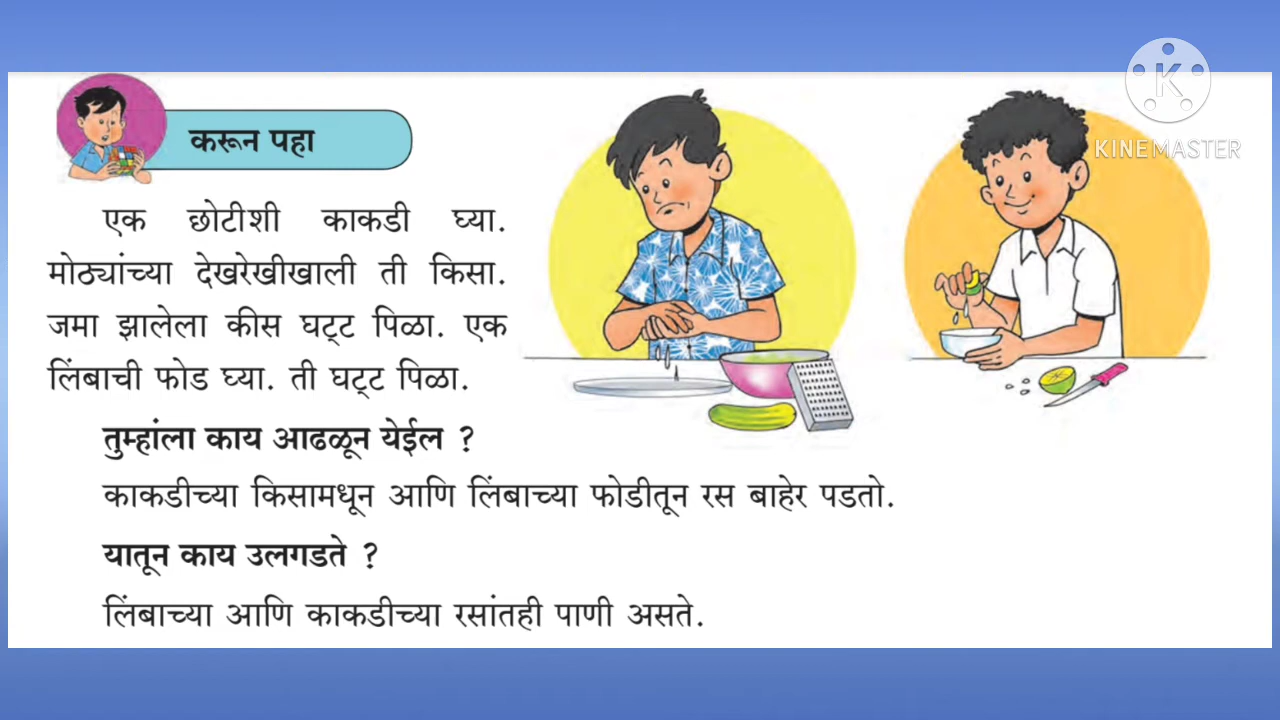 करून पहा
KINEMASTER
एक छोटीशी काकडी घ्या.
मोठ्यांच्या देखरेखीखाली ती किसा.
जमा झालेला कीस घट्ट पिळा. एक
लिंबाची फोड घ्या. ती घट्ट पिळा.
तुम्हांला काय आढळून येईल ?
काकडीच्या किसामधून आणि लिंबाच्या फोडीतून रस बाहेर पडतो.
यातून काय उलगडते ?
लिंबाच्या आणि काकडीच्या रसांतही पाणी असते.